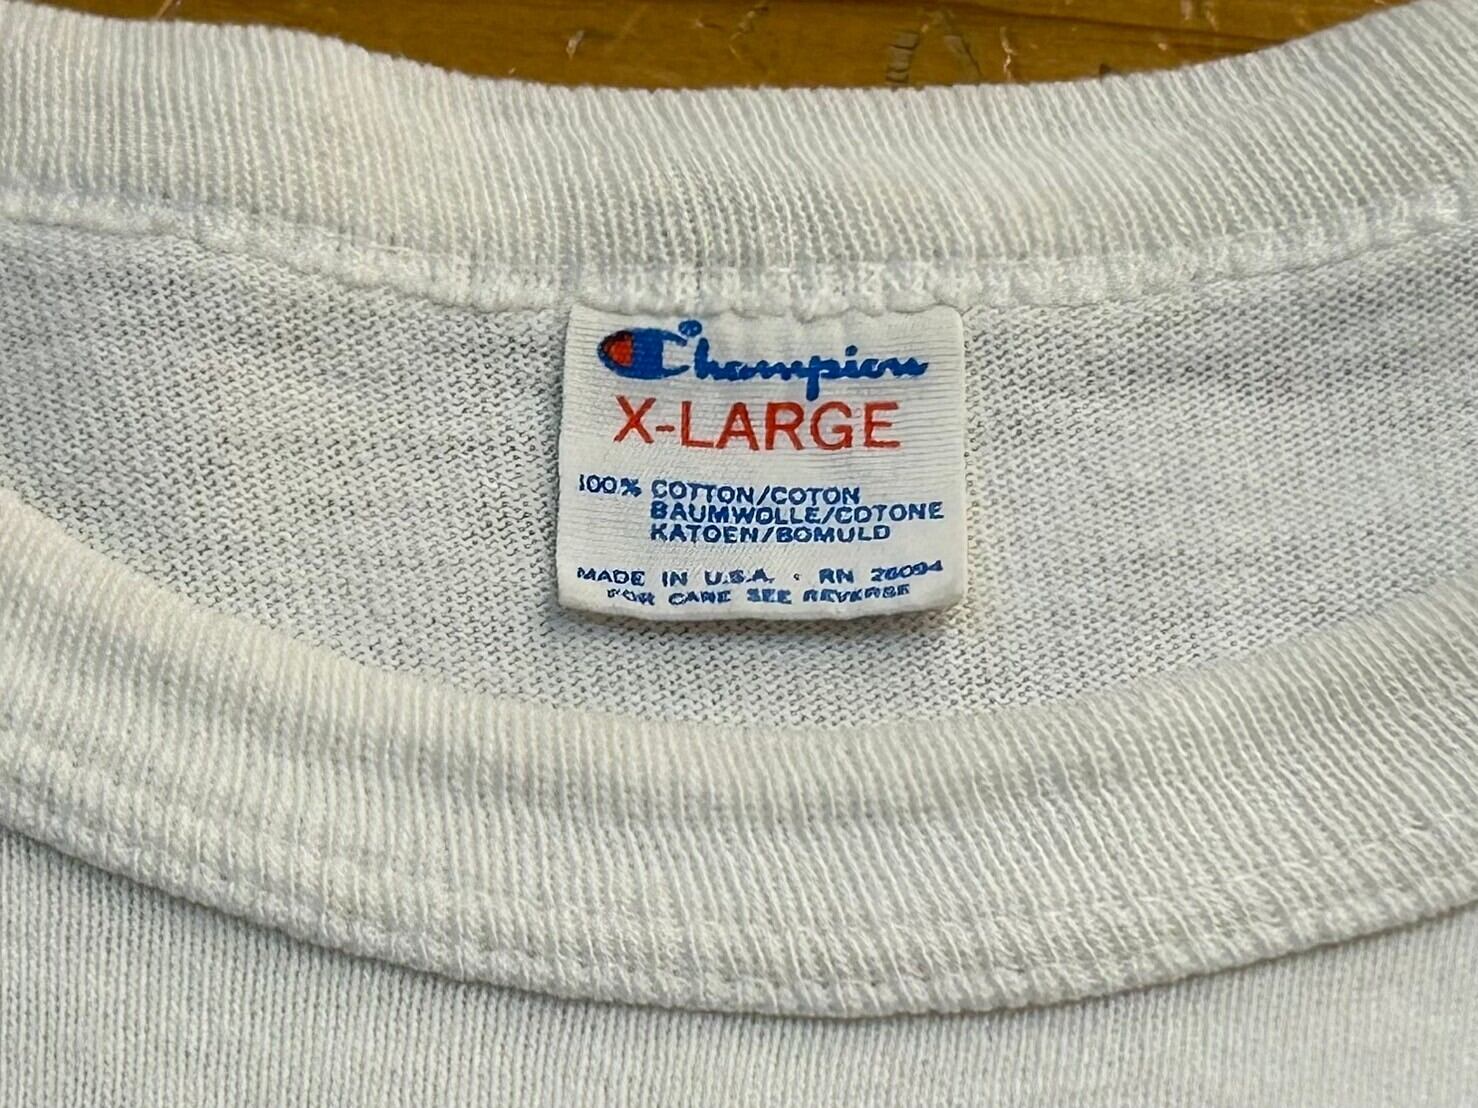 Champion®
X-LARGE
100% COTTON/COTON
BAUMWOLLE/COTONE
KATOEN/BOMULD
MADE IN U.S.A. • RN 26094
FOR CARE SEE REVERSE